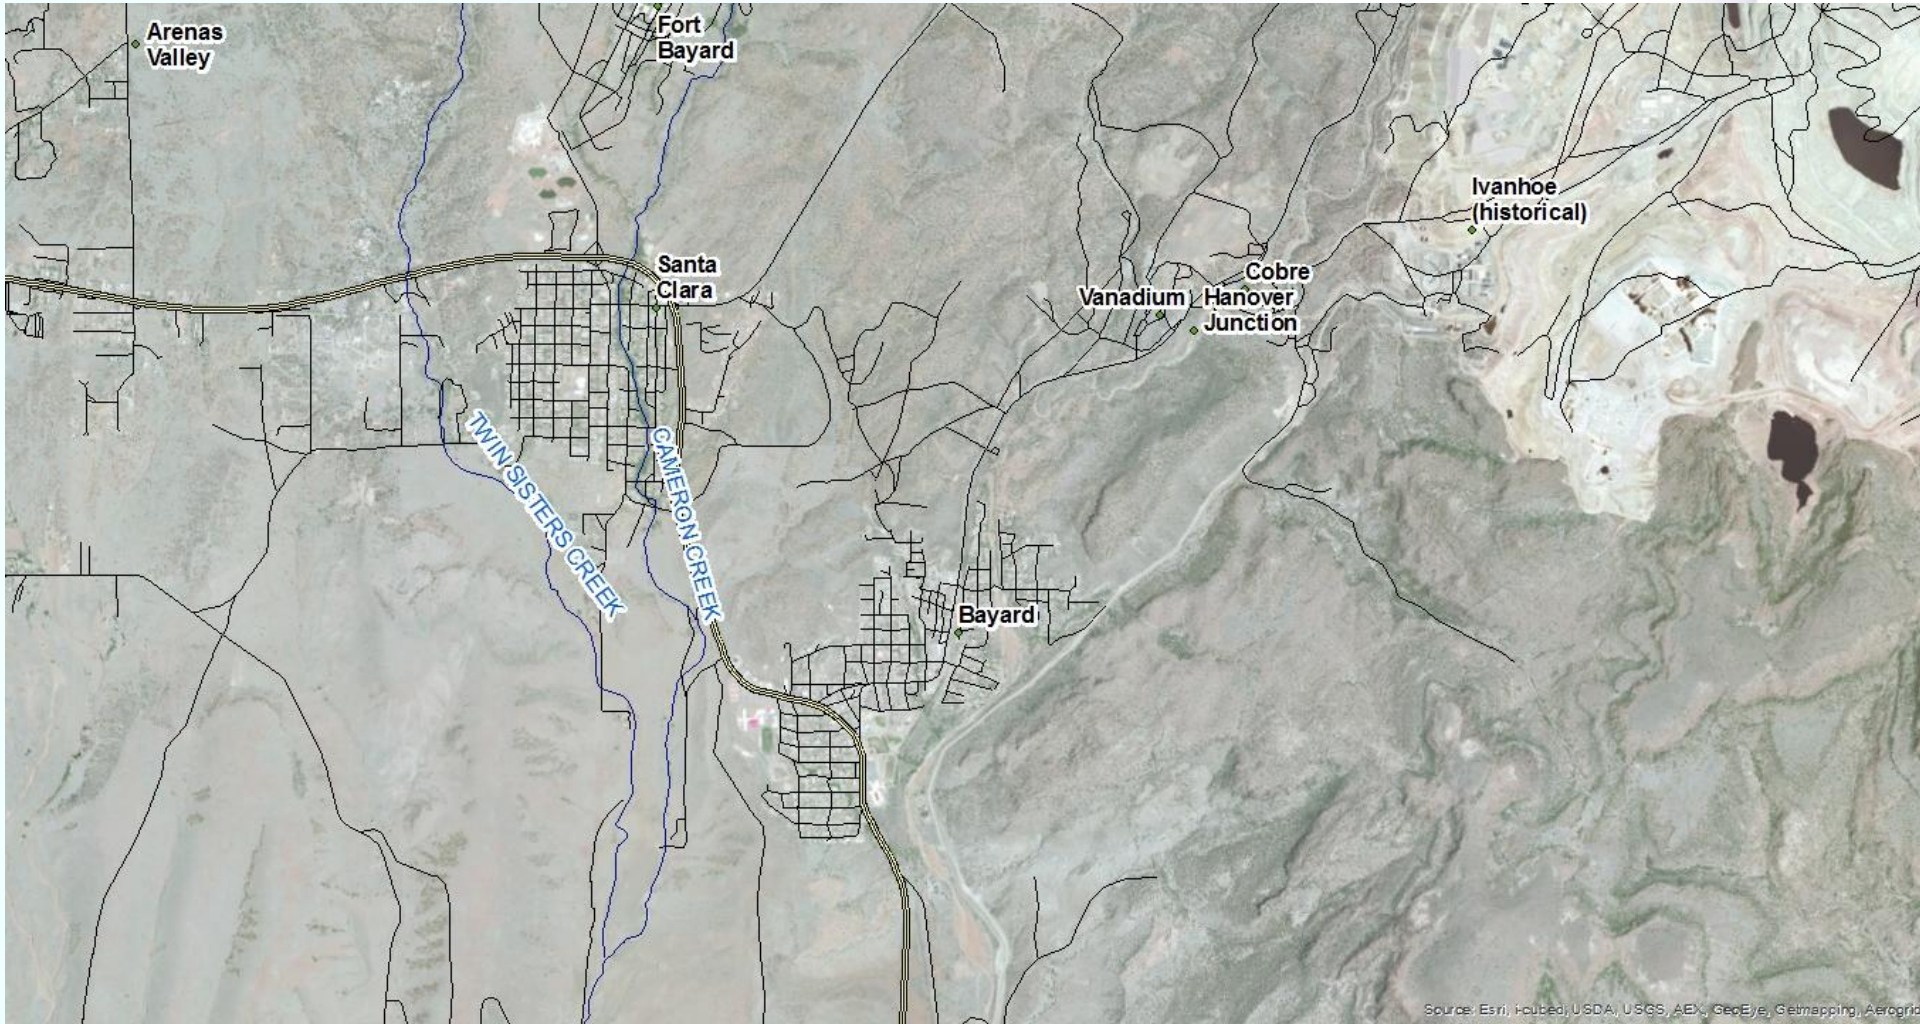 Arenas
Valley
Fort
Bayard
Ivanhoe
(historical)
Santa
Clara
Cobre
Vanadium
Hanover
Junction
TWIN SISTERS CREEK
CAMERON CREEK
Bayard
Source: Esri, i-cubed, USDA, USGS, AEX, GeoEye, Getmapping, Aerogrid